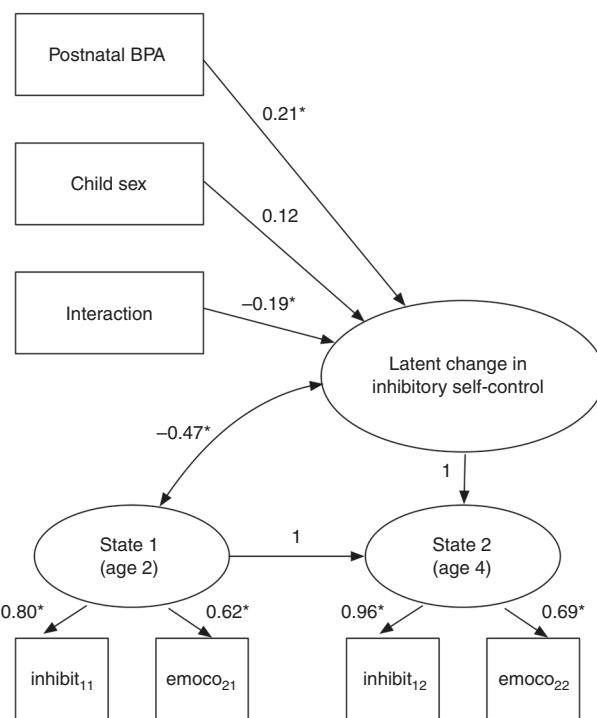 Postnatal BPA
0.21*
Child sex
0.12
Interaction
–0.19*
Latent change in
inhibitory self-control
–0.47*
1
State 1
(age 2)
1
State 2
(age 4)
0.80*
0.62*
0.96*
0.69*
inhibit₁₁
emoco₂₁
inhibit₁₂
emoco₂₂